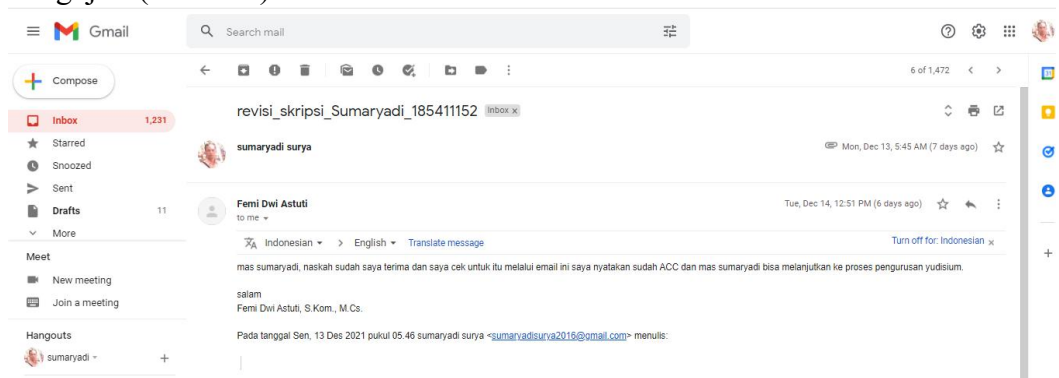 Gmail
Search mail
Compose
6 of 1,472
Inbox 1,231
Starred
Snoozed
Sent
Drafts 11
More
Meet
New meeting
Join a meeting
Hangouts
sumaryadi
revisi_skripsi_Sumaryadi_185411152 Inbox x
sumaryadi surya Mon, Dec 13, 5:45 AM (7 days ago)
Femi Dwi Astuti Tue, Dec 14, 12:51 PM (6 days ago)
to me
Indonesian > English Translate message Turn off for: Indonesian x
mas sumaryadi, naskah sudah saya terima dan saya cek untuk itu melalui email ini saya nyatakan sudah ACC dan mas sumaryadi bisa melanjutkan ke proses pengurusan yudisium.
salam
Femi Dwi Astuti, S.Kom., M.Cs.
Pada tanggal Sen, 13 Des 2021 pukul 05.46 sumaryadi surya <sumaryadisurya2016@gmail.com> menulis: